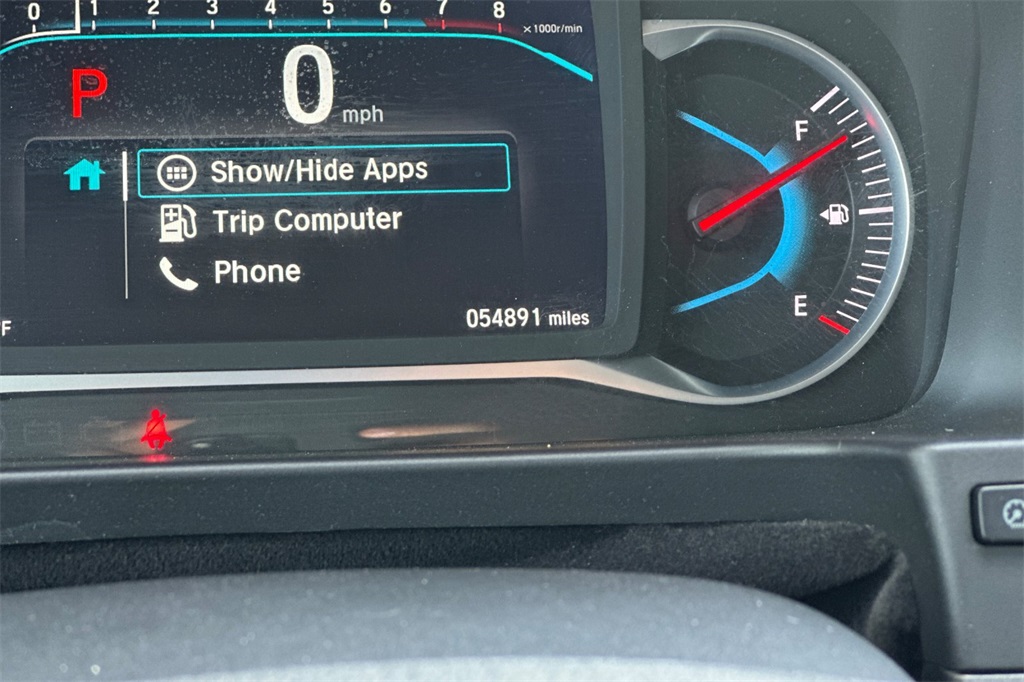 0 1 2 3 4 5 6 7 8
x1000r/min
P
0 mph
Show/Hide Apps
Trip Computer
Phone
054891 miles
°F
F
E